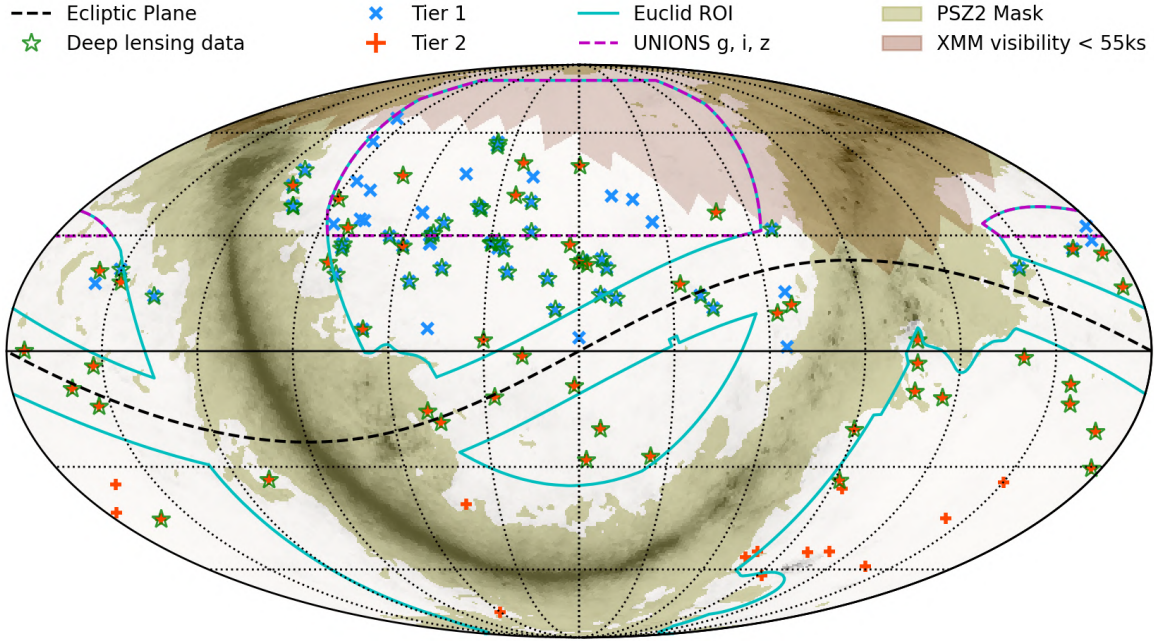 Ecliptic Plane Tier 1 Euclid ROI PSZ2 Mask
Deep lensing data Tier 2 UNIONS g, i, z XMM visibility < 55ks